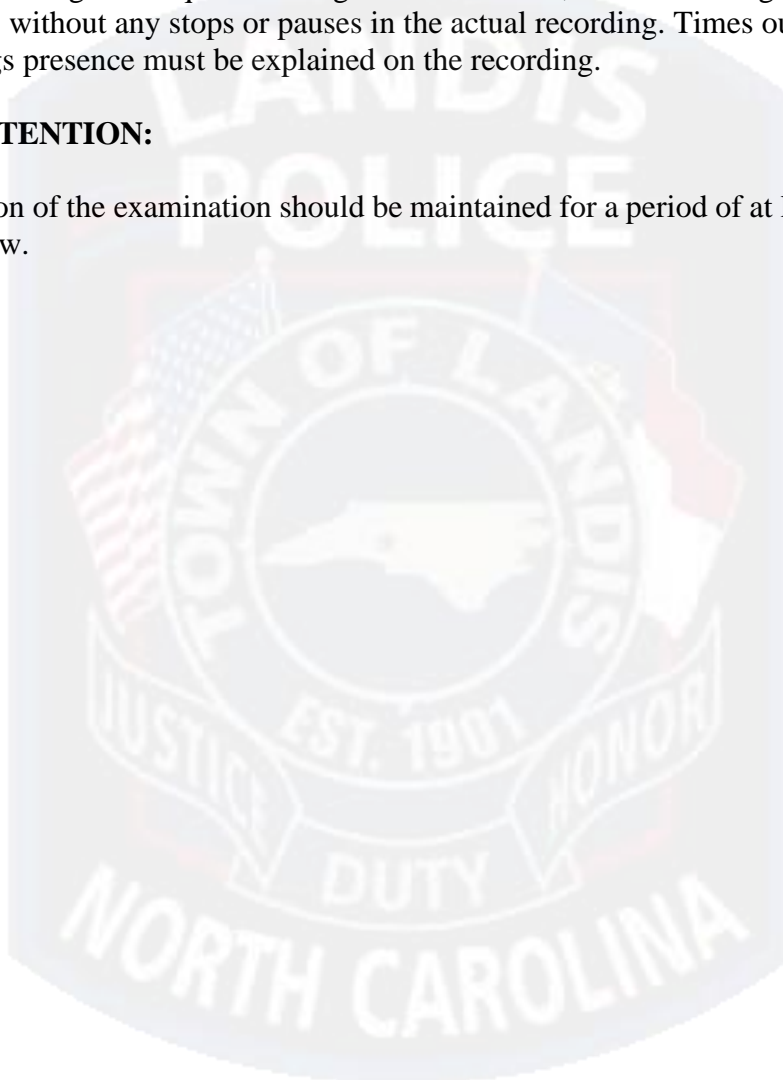 without any stops or pauses in the actual recording. Times ou
gs presence must be explained on the recording.
TENTION:
on of the examination should be maintained for a period of at
w.
LANDIS
POLICE
TOWN OF LANDIS
EST. 1901
JUSTICE
DUTY
HONOR
NORTH CAROLINA